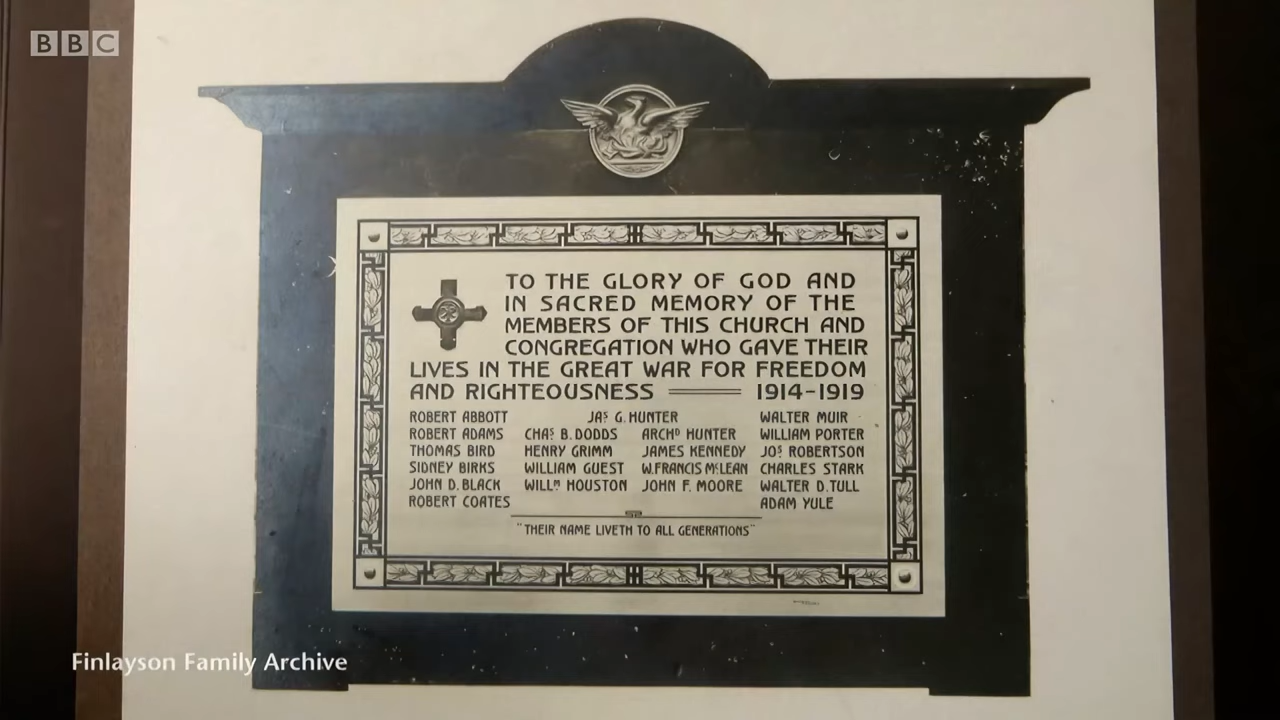 BBC
TO THE GLORY OF GOD AND
IN SACRED MEMORY OF THE
MEMBERS OF THIS CHURCH AND
CONGREGATION WHO GAVE THEIR
LIVES IN THE GREAT WAR FOR FREEDOM
AND RIGHTEOUSNESS 1914-1919
ROBERT ABBOTT JAS G. HUNTER WALTER MUIR
ROBERT ADAMS CHAS B. DODDS ARCHD HUNTER WILLIAM PORTER
THOMAS BIRD HENRY GRIMM JAMES KENNEDY JOS ROBERTSON
SIDNEY BIRKS WILLIAM GUEST W. FRANCIS McLEAN CHARLES STARK
JOHN D. BLACK WILLM HOUSTON JOHN F. MOORE WALTER D. TULL
ROBERT COATES ADAM YULE
"THEIR NAME LIVETH TO ALL GENERATIONS"
Finlayson Family Archive